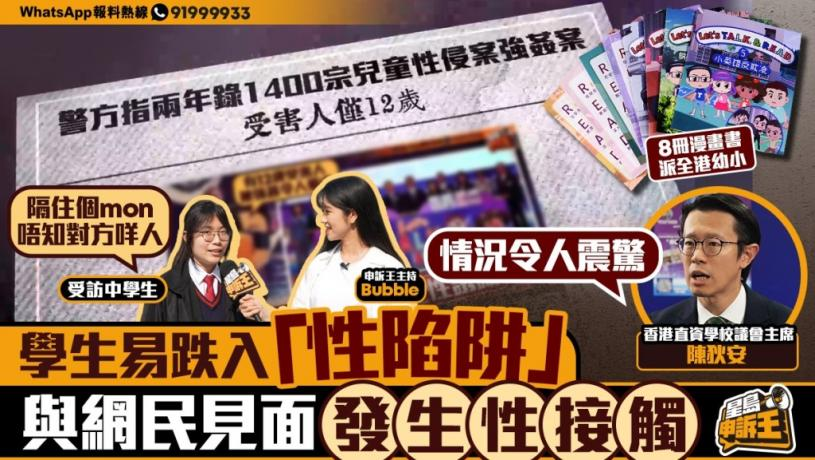 WhatsApp報料熱線 91999933
警方指兩年錄1400宗兒童性侵案強姦案
受害人僅12歲
Let's TALK & READ
REAL
8冊漫畫書
派全港幼小
隔住個mon
唔知對方咩人
受訪中學生
申訴王主持
Bubble
情況令人震驚
香港直資學校議會主席
陳狄安
學生易跌入「性陷阱」
與網民見面發生性接觸
星島
申訴王